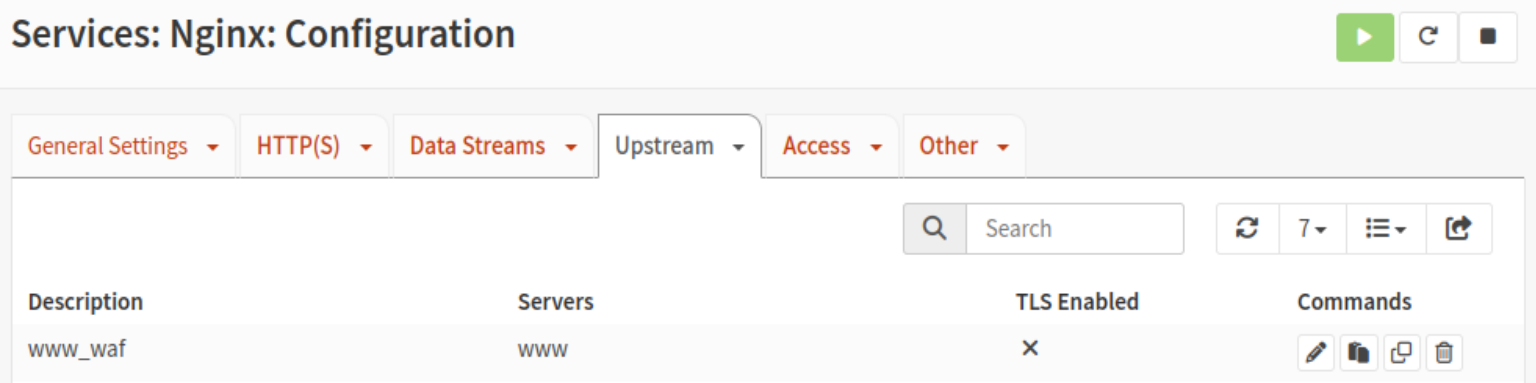 Services: Nginx: Configuration
General Settings HTTP(S) Data Streams Upstream Access Other
Search 7
Description Servers TLS Enabled Commands
www_waf www